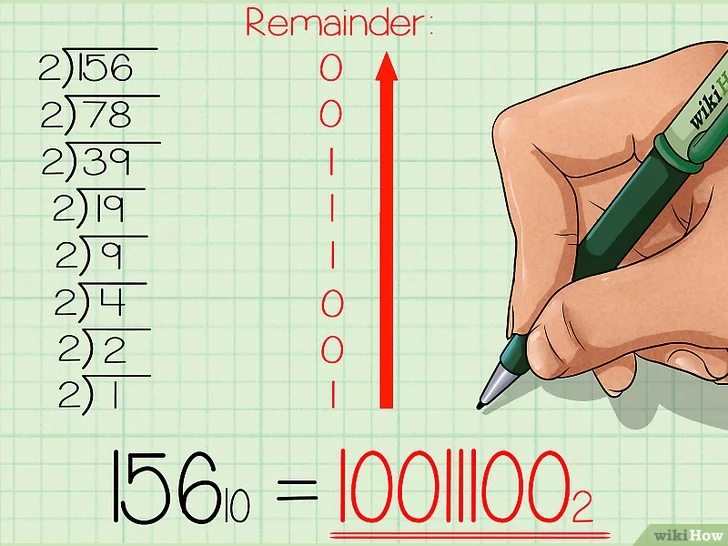 Remainder:
2)156 0
2)78 0
2)39 1
2)19 1
2)9 1
2)4 0
2)2 0
2)1 1
156₁₀ = 10011100₂
wikiH
wikiHow